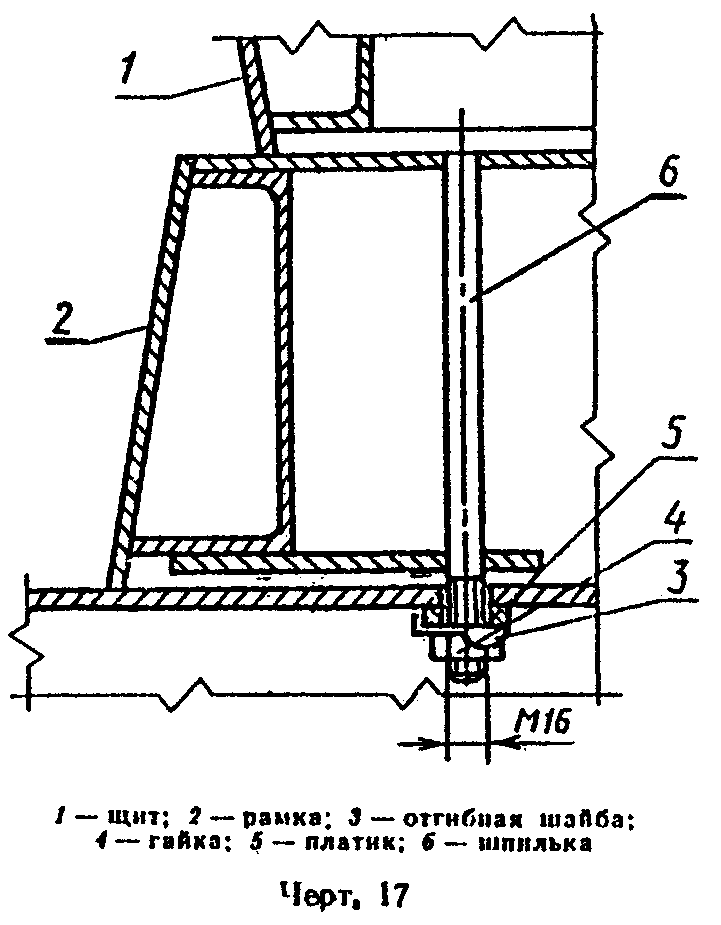 1
6
2
5
4
3
М16
1 — щит; 2 — рамка; 3 — отгибная шайба;
4 — гайка; 5 — платик; 6 — шпилька
Черт. 17